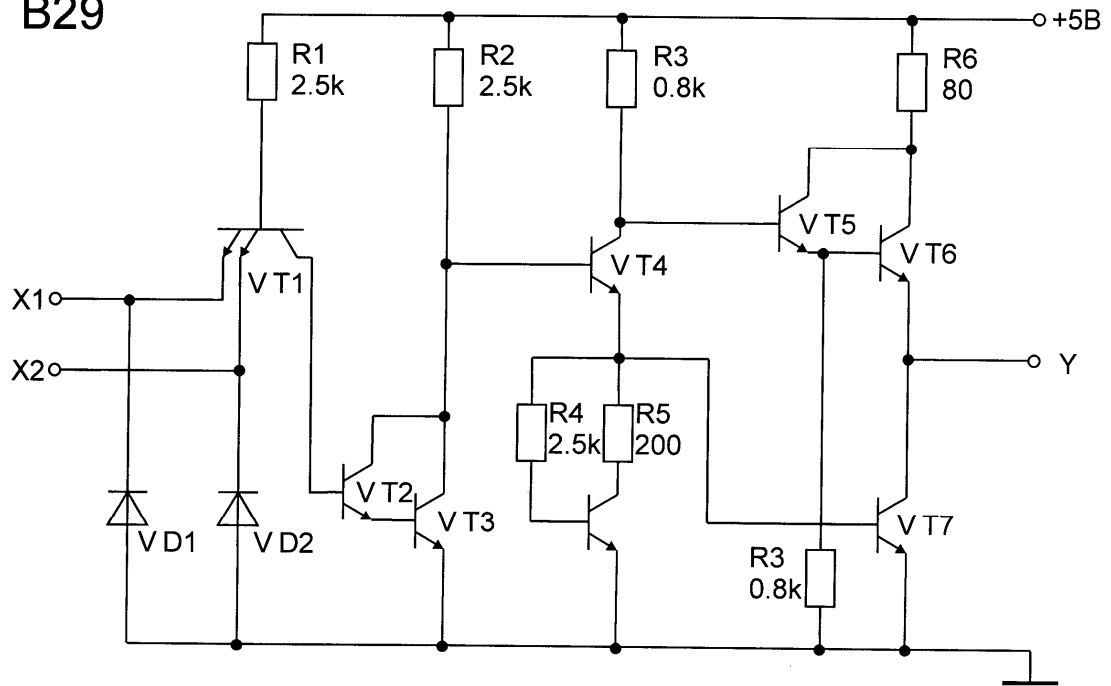 B29
+5В
R1
2.5k
R2
2.5k
R3
0.8k
R6
80
VT1
VT4
VT5
VT6
X1
X2
Y
R4
2.5k
R5
200
VT2
VT3
VT7
VD1
VD2
R3
0.8k